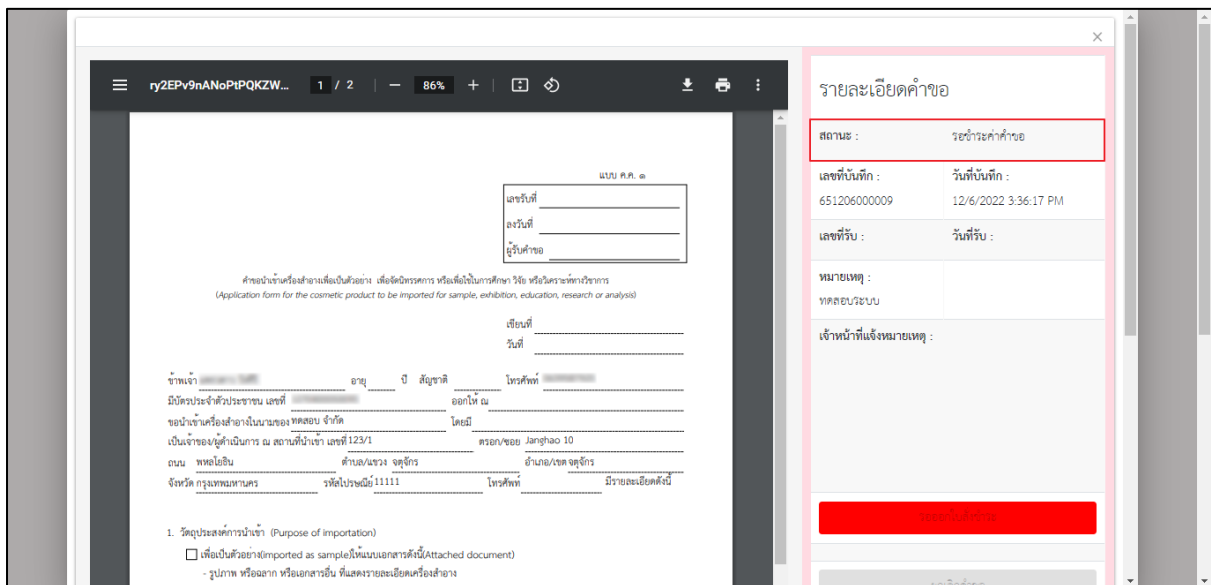 ×
ry2EPv9nANoPtPQKZW...
1 / 2
86%
แบบ ค.ค. ๑
เลขรับที่
ลงวันที่
ผู้รับคำขอ
คำขอนำเข้าเครื่องสำอางเพื่อเป็นตัวอย่าง เพื่อจัดนิทรรศการ หรือเพื่อใช้ในการศึกษา วิจัย หรือวิเคราะห์ทางวิชาการ
(Application form for the cosmetic product to be imported for sample, exhibition, education, research or analysis)
เขียนที่
วันที่
ข้าพเจ้า อายุ ปี สัญชาติ โทรศัพท์
มีบัตรประจำตัวประชาชน เลขที่ ออกให้ ณ
ขอนำเข้าเครื่องสำอางในนามของ ทดสอบ จำกัด โดยมี
เป็นเจ้าของ/ผู้ดำเนินการ ณ สถานที่นำเข้า เลขที่ 123/1 ตรอก/ซอย Janghao 10
ถนน พหลโยธิน ตำบล/แขวง จตุจักร อำเภอ/เขต จตุจักร
จังหวัด กรุงเทพมหานคร รหัสไปรษณีย์ 11111 โทรศัพท์ มีรายละเอียดดังนี้
1. วัตถุประสงค์การนำเข้า (Purpose of importation)
เพื่อเป็นตัวอย่าง(imported as sample)ให้แนบเอกสารดังนี้(Attached document)
- รูปภาพ หรือฉลาก หรือเอกสารอื่น ที่แสดงรายละเอียดเครื่องสำอาง
รายละเอียดคำขอ
สถานะ : รอชำระค่าคำขอ
เลขที่บันทึก : วันที่บันทึก :
651206000009 12/6/2022 3:36:17 PM
เลขที่รับ : วันที่รับ :
หมายเหตุ :
ทดสอบระบบ
เจ้าหน้าที่แจ้งหมายเหตุ :